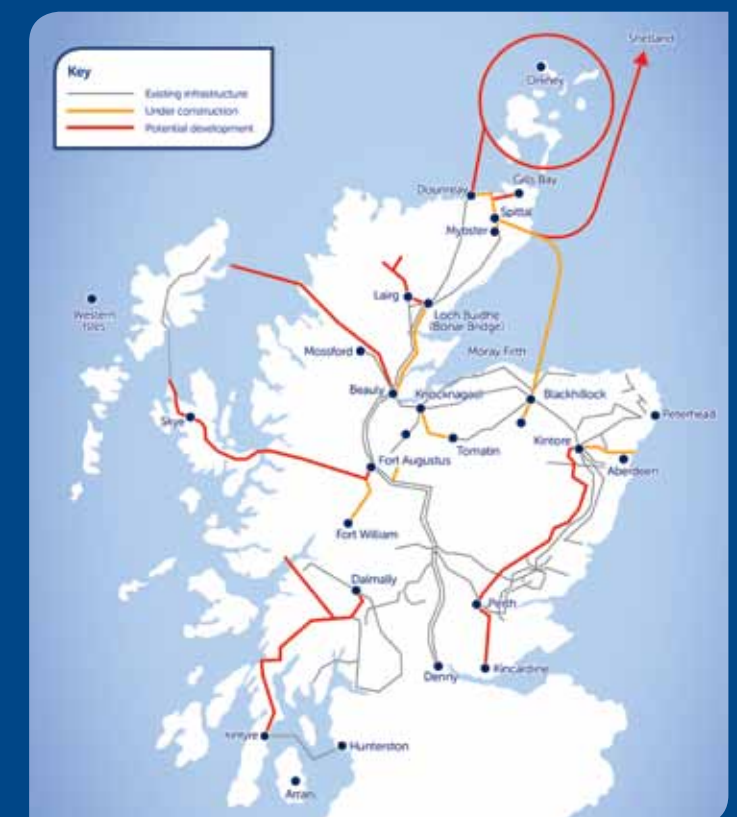 Shetland
Key
Existing infrastructure
Under construction
Potential development
Orkney
Dounreay
Gills Bay
Spittal
Mybster
Western
Isles
Lairg
Loch Buidhe
(Bonar Bridge)
Mossford
Moray Firth
Beauly
Knocknagael
Blackhillock
Skye
Peterhead
Kintore
Tomatin
Fort Augustus
Aberdeen
Fort William
Dalmally
Perth
Denny
Kincardine
Kintyre
Hunterston
Arran